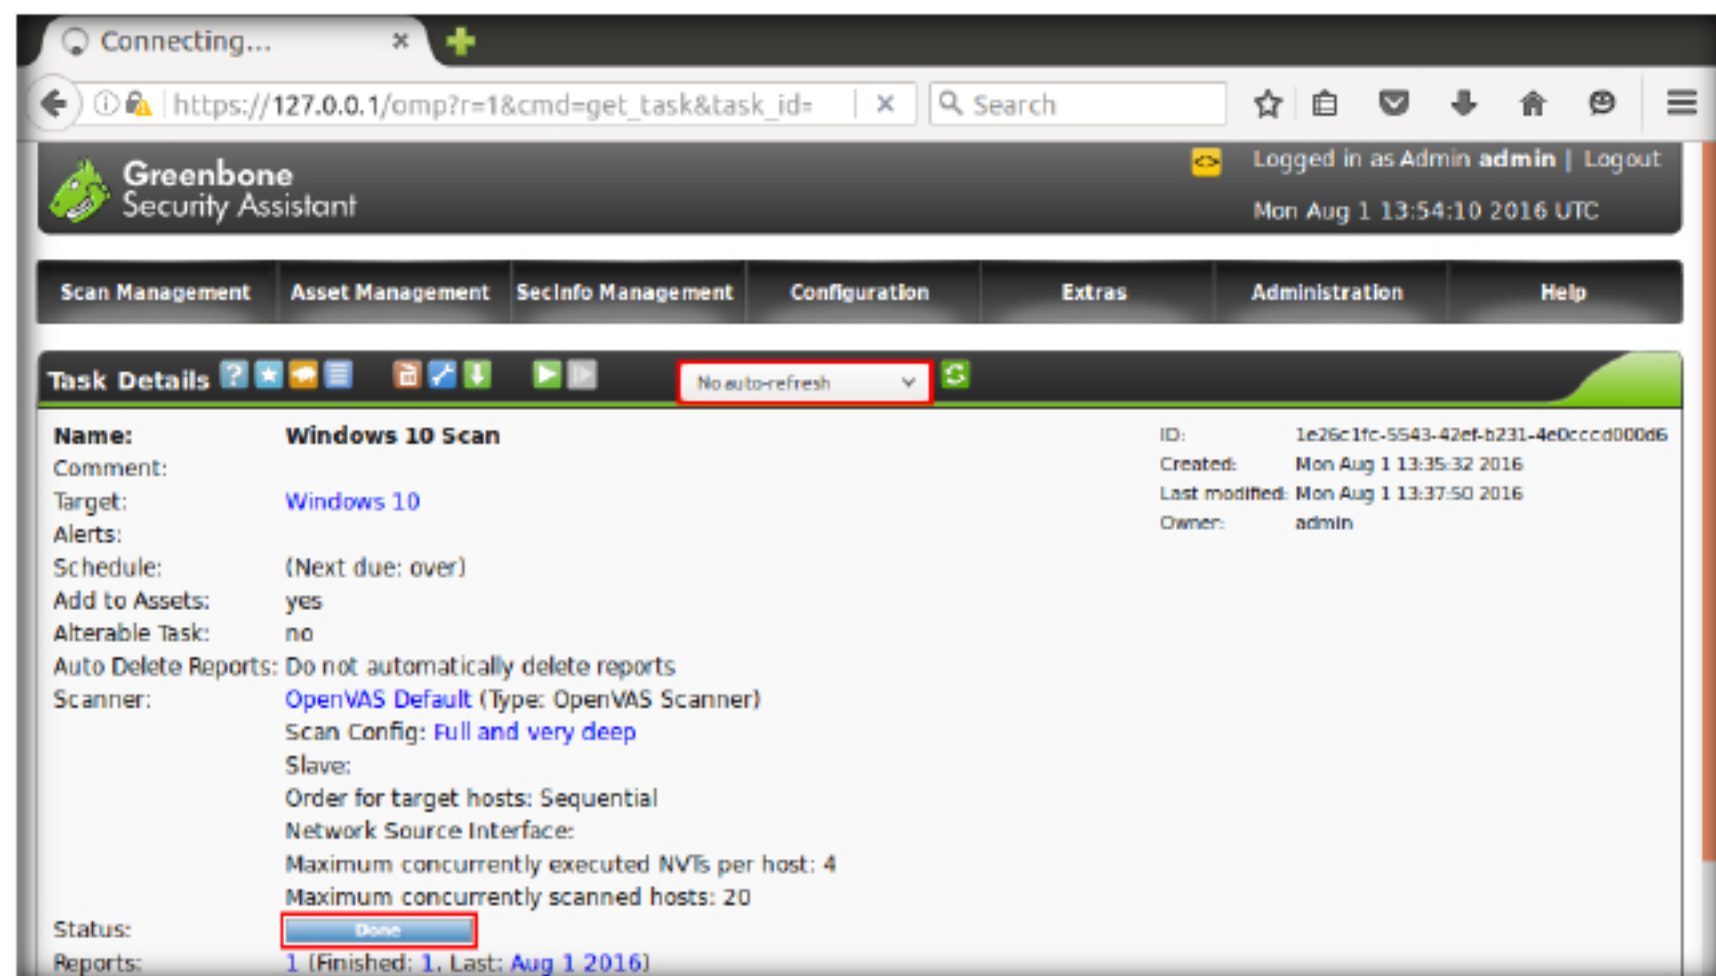 Connecting...
https://127.0.0.1/omp?r=1&cmd=get_task&task_id=
Search
Greenbone
Security Assistant
Logged in as Admin admin | Logout
Mon Aug 1 13:54:10 2016 UTC
Scan Management Asset Management SecInfo Management Configuration Extras Administration Help
Task Details No auto-refresh
Name: Windows 10 Scan
Comment:
Target: Windows 10
Alerts:
Schedule: (Next due: over)
Add to Assets: yes
Alterable Task: no
Auto Delete Reports: Do not automatically delete reports
Scanner: OpenVAS Default (Type: OpenVAS Scanner)
Scan Config: Full and very deep
Slave:
Order for target hosts: Sequential
Network Source Interface:
Maximum concurrently executed NVTs per host: 4
Maximum concurrently scanned hosts: 20
Status: Done
Reports: 1 (Finished: 1, Last: Aug 1 2016)
ID: 1e26c1fc-5543-42ef-b231-4e0cccd000d6
Created: Mon Aug 1 13:35:32 2016
Last modified: Mon Aug 1 13:37:50 2016
Owner: admin